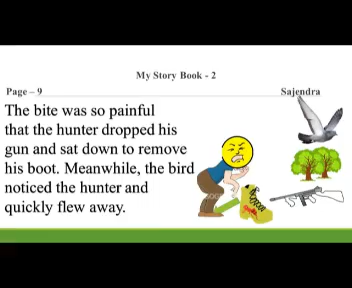 My Story Book - 2
Page – 9
Sajendra
The bite was so painful
that the hunter dropped his
gun and sat down to remove
his boot. Meanwhile, the bird
noticed the hunter and
quickly flew away.